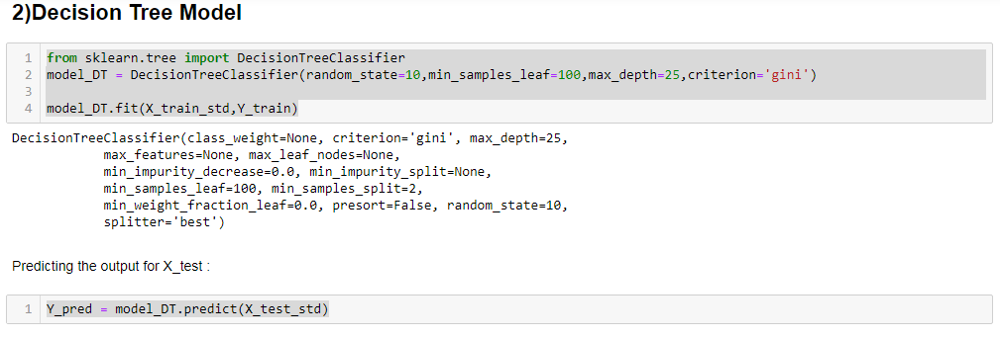 2)Decision Tree Model
1 from sklearn.tree import DecisionTreeClassifier
2 model_DT = DecisionTreeClassifier(random_state=10,min_samples_leaf=100,max_depth=25,criterion='gini')
3
4 model_DT.fit(X_train_std,Y_train)
DecisionTreeClassifier(class_weight=None, criterion='gini', max_depth=25,
max_features=None, max_leaf_nodes=None,
min_impurity_decrease=0.0, min_impurity_split=None,
min_samples_leaf=100, min_samples_split=2,
min_weight_fraction_leaf=0.0, presort=False, random_state=10,
splitter='best')
Predicting the output for X_test :
1 Y_pred = model_DT.predict(X_test_std)